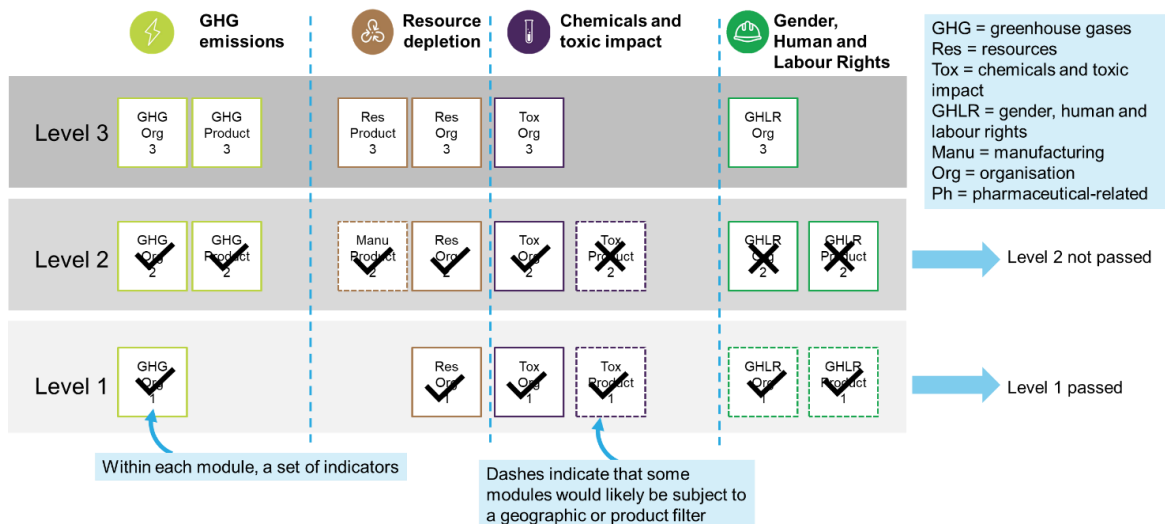 GHG
emissions
Resource
depletion
Chemicals and
toxic impact
Gender,
Human and
Labour Rights
GHG = greenhouse gases
Res = resources
Tox = chemicals and toxic
impact
GHLR = gender, human and
labour rights
Manu = manufacturing
Org = organisation
Ph = pharmaceutical-related
Level 3
GHG
Org
3
GHG
Product
3
Res
Product
3
Res
Org
3
Tox
Org
3
GHLR
Org
3
Level 2
GHG
Org
2
GHG
Product
2
Manu
Product
2
Res
Org
2
Tox
Org
2
Tox
Product
2
GHLR
Org
2
GHLR
Product
2
Level 2 not passed
Level 1
GHG
Org
1
Res
Org
1
Tox
Org
1
Tox
Product
1
GHLR
Org
1
GHLR
Product
1
Level 1 passed
Within each module, a set of indicators
Dashes indicate that some
modules would likely be subject to
a geographic or product filter